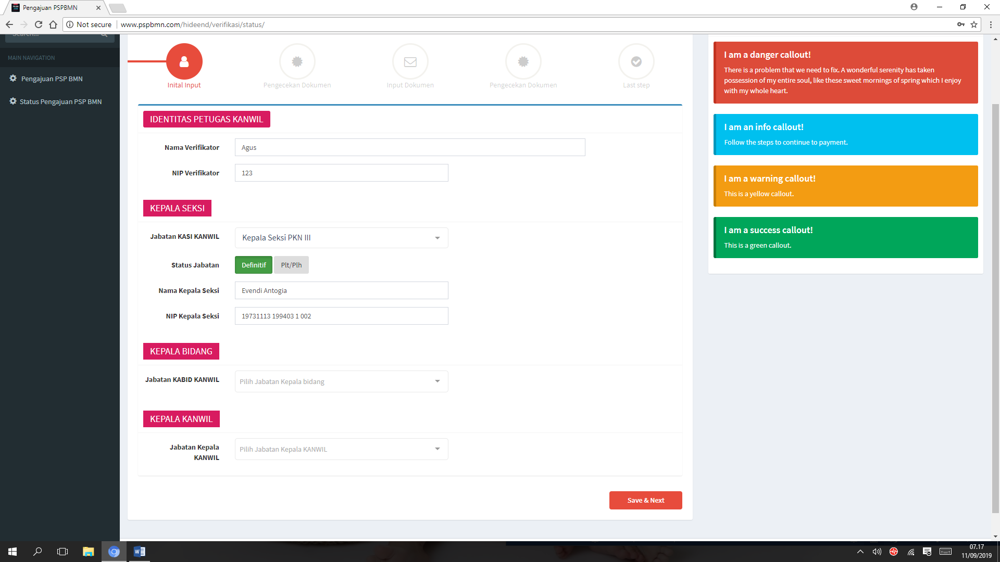 Pengajuan PSPBMN
Not secure
www.pspbmn.com/hideend/verifikasi/status/
Search...
MAIN NAVIGATION
Pengajuan PSP BMN
Status Pengajuan PSP BMN
Inital Input
Pengecekan Dokumen
Input Dokumen
Pengecekan Dokumen
Last step
IDENTITAS PETUGAS KANWIL
Nama Verifikator
Agus
NIP Verifikator
123
KEPALA SEKSI
Jabatan KASI KANWIL
Kepala Seksi PKN III
Status Jabatan
Definitif
Plt/Plh
Nama Kepala Seksi
Evendi Antogia
NIP Kepala Seksi
19731113 199403 1 002
KEPALA BIDANG
Jabatan KABID KANWIL
Pilih Jabatan Kepala bidang
KEPALA KANWIL
Jabatan Kepala
KANWIL
Pilih Jabatan Kepala KANWIL
Save & Next
I am a danger callout!
There is a problem that we need to fix. A wonderful serenity has taken
possession of my entire soul, like these sweet mornings of spring which I enjoy
with my whole heart.
I am an info callout!
Follow the steps to continue to payment.
I am a warning callout!
This is a yellow callout.
I am a success callout!
This is a green callout.
07.17
11/09/2019